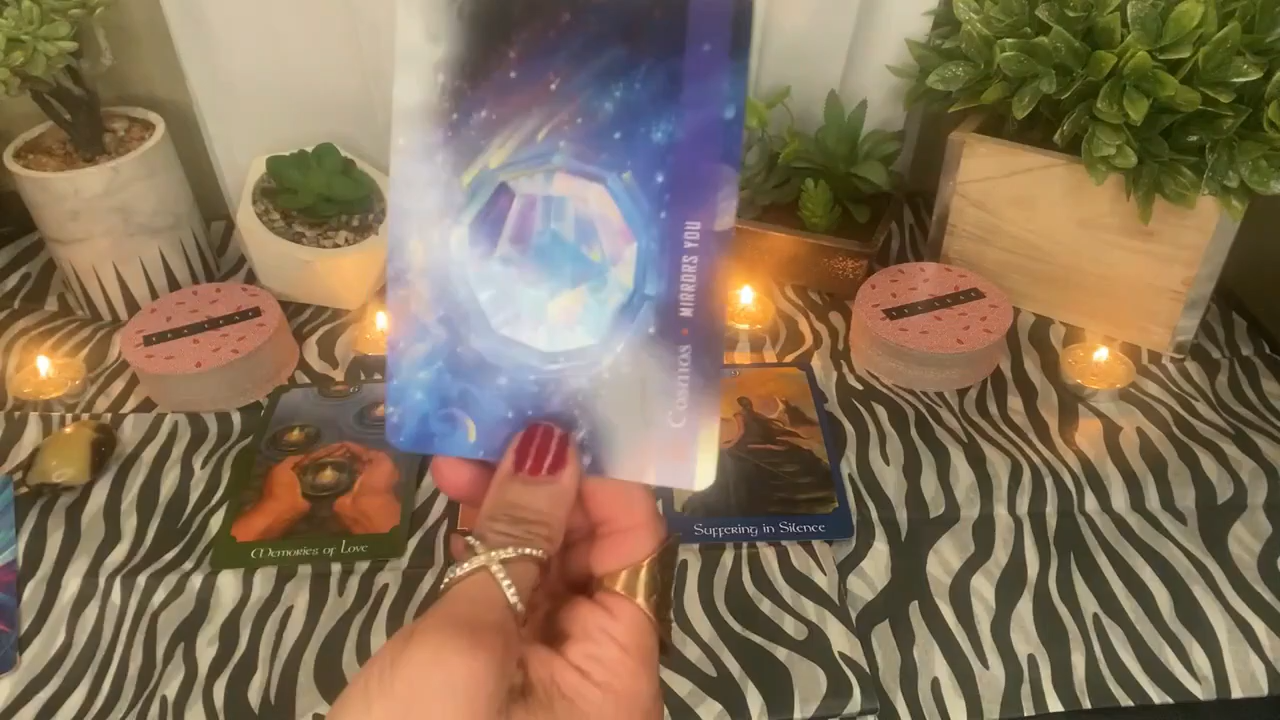 COSMOS • MIRRORS YOU
Memories of Love
Suffering in Silence